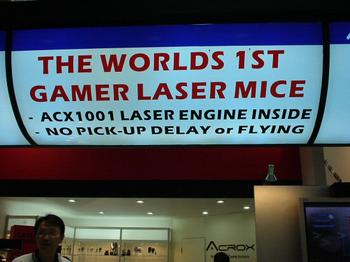 THE WORLDS 1ST
GAMER LASER MICE
- ACX1001 LASER ENGINE INSIDE
- NO PICK-UP DELAY or FLYING
ACROX